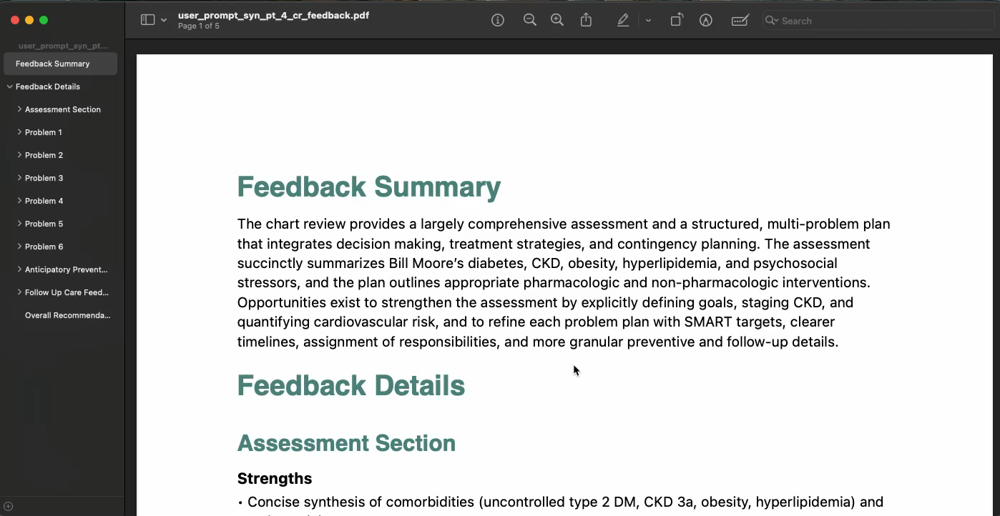 user_prompt_syn_pt_4_cr_feedback.pdf
Page 1 of 5
Search
user_prompt_syn_pt...
Feedback Summary
Feedback Details
Assessment Section
Problem 1
Problem 2
Problem 3
Problem 4
Problem 5
Problem 6
Anticipatory Prevent...
Follow Up Care Feed...
Overall Recommenda...
Feedback Summary
The chart review provides a largely comprehensive assessment and a structured, multi-problem plan
that integrates decision making, treatment strategies, and contingency planning. The assessment
succinctly summarizes Bill Moore's diabetes, CKD, obesity, hyperlipidemia, and psychosocial
stressors, and the plan outlines appropriate pharmacologic and non-pharmacologic interventions.
Opportunities exist to strengthen the assessment by explicitly defining goals, staging CKD, and
quantifying cardiovascular risk, and to refine each problem plan with SMART targets, clearer
timelines, assignment of responsibilities, and more granular preventive and follow-up details.
Feedback Details
Assessment Section
Strengths
• Concise synthesis of comorbidities (uncontrolled type 2 DM, CKD 3a, obesity, hyperlipidemia) and